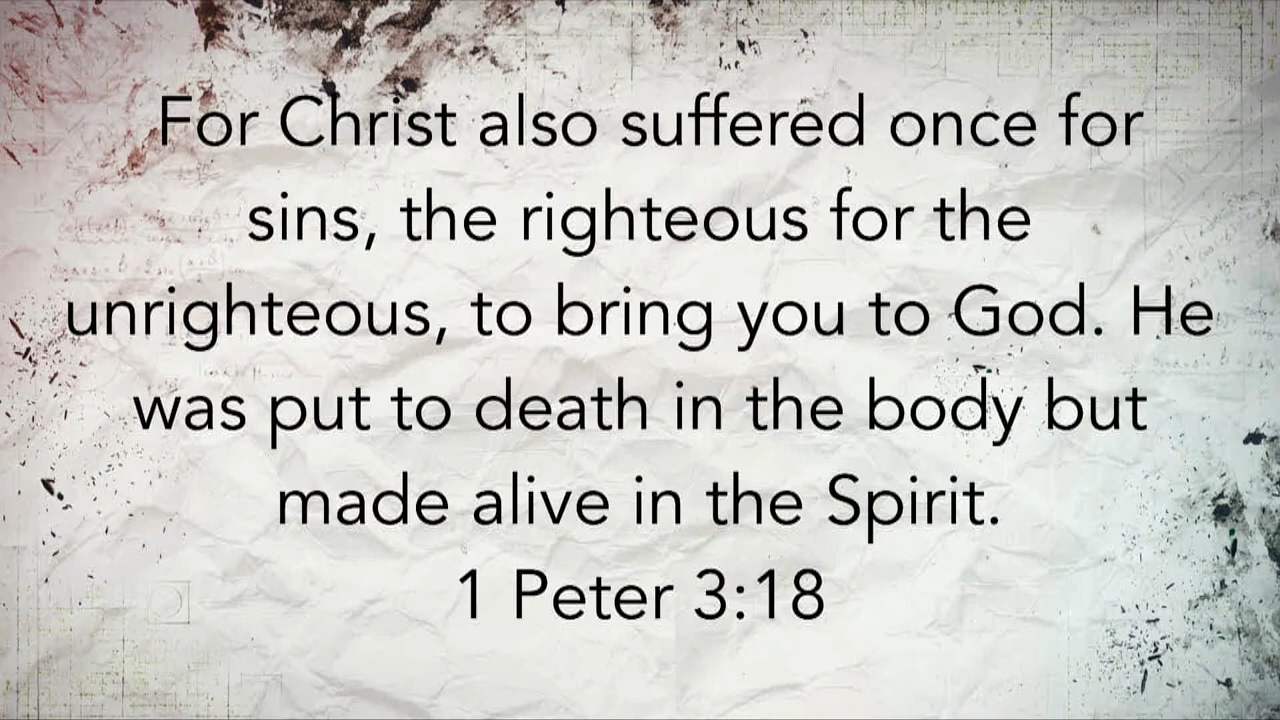 For Christ also suffered once for
sins, the righteous for the
unrighteous, to bring you to God. He
was put to death in the body but
made alive in the Spirit.
1 Peter 3:18